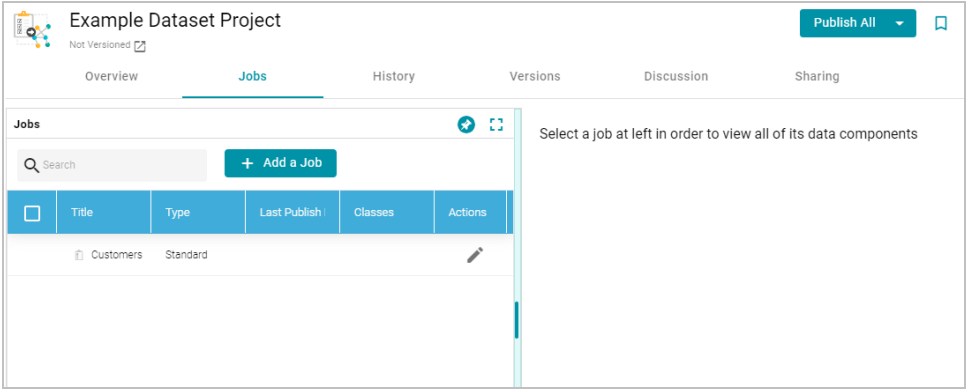 Example Dataset Project
Publish All
Not Versioned
Overview Jobs History Versions Discussion Sharing
Jobs
Select a job at left in order to view all of its data components
Search
+ Add a Job
Title Type Last Publish Classes Actions
Customers Standard